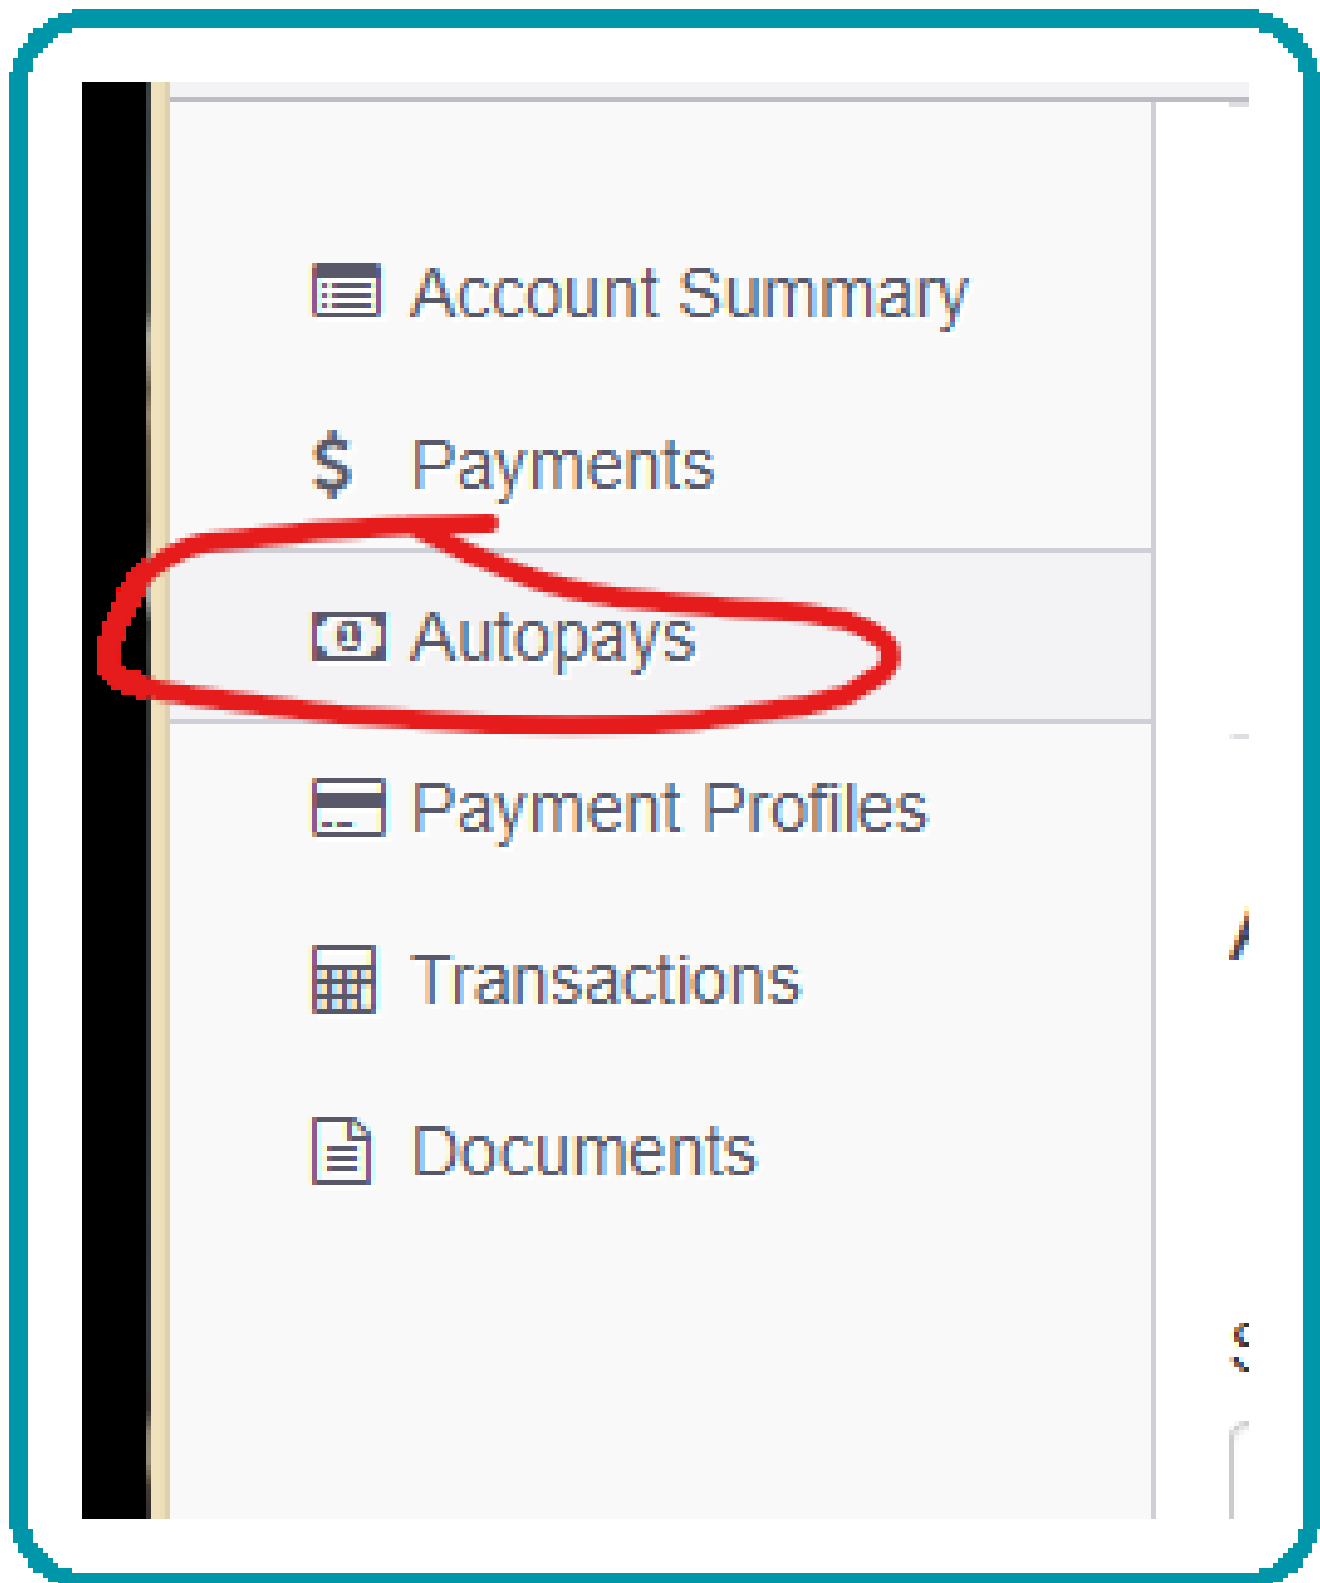 Account Summary
$ Payments
Autopays
Payment Profiles
Transactions
Documents